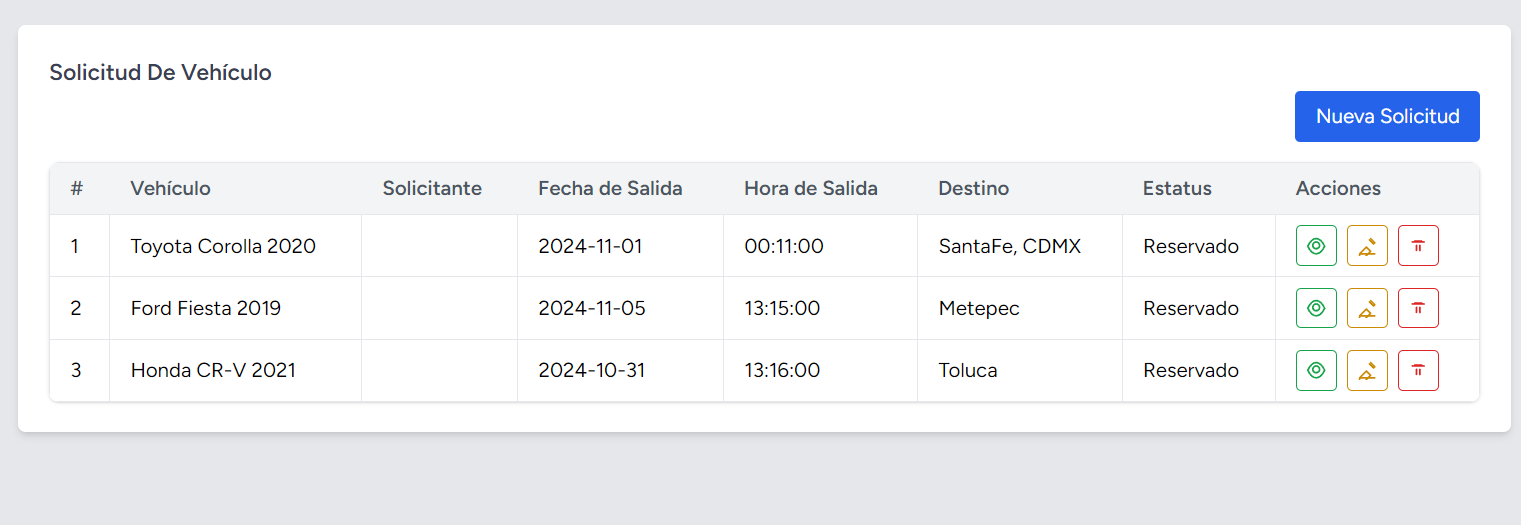 Solicitud De Vehículo
Nueva Solicitud
# Vehículo Solicitante Fecha de Salida Hora de Salida Destino Estatus Acciones
1 Toyota Corolla 2020 2024-11-01 00:11:00 SantaFe, CDMX Reservado
2 Ford Fiesta 2019 2024-11-05 13:15:00 Metepec Reservado
3 Honda CR-V 2021 2024-10-31 13:16:00 Toluca Reservado